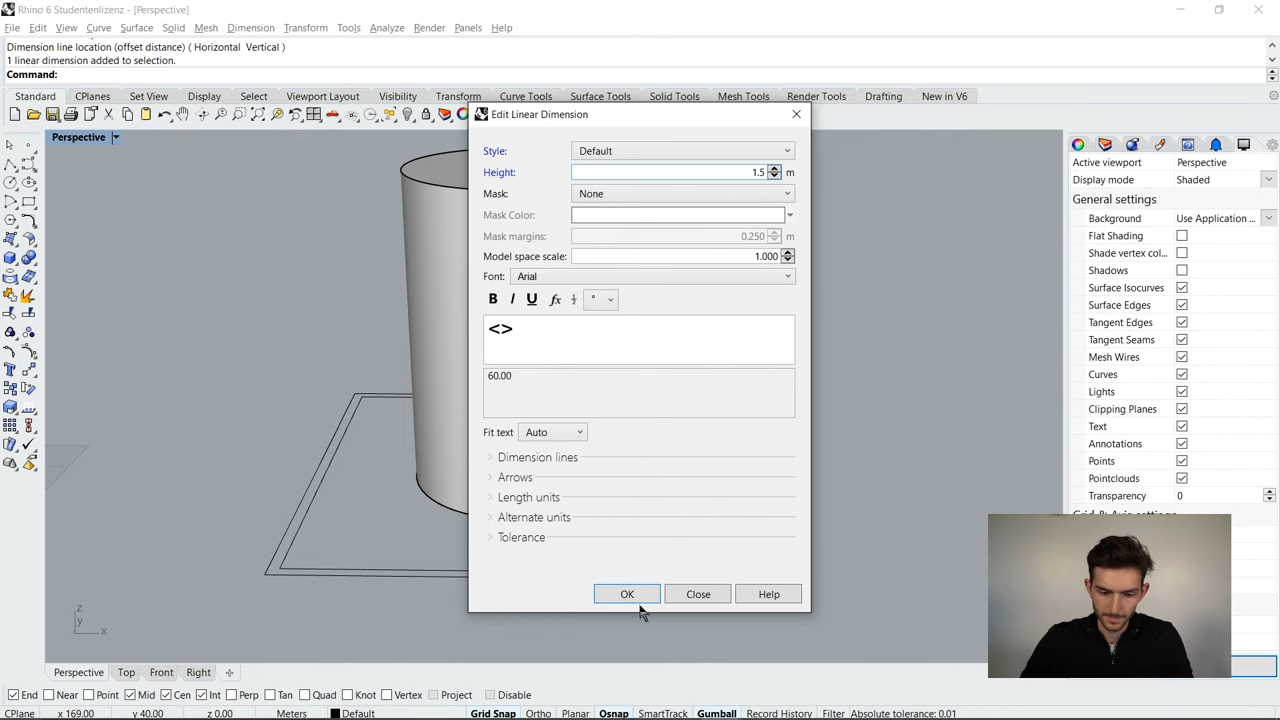 Rhino 6 Studentenlizenz - [Perspective]
File Edit View Curve Surface Solid Mesh Dimension Transform Tools Analyze Render Panels Help
Dimension line location (offset distance) ( Horizontal Vertical )
1 linear dimension added to selection.
Command:
Standard CPlanes Set View Display Select Viewport Layout Visibility Transform Curve Tools Surface Tools Solid Tools Mesh Tools Render Tools Drafting New in V6
Perspective
Edit Linear Dimension
Style: Default
Height: 1.5 m
Mask: None
Mask Color:
Mask margins: 0.250 m
Model space scale: 1.000
Font: Arial
B I U fx
<>
60.00
Fit text Auto
Dimension lines
Arrows
Length units
Alternate units
Tolerance
OK Close Help
Active viewport Perspective
Display mode Shaded
General settings
Background Use Application ...
Flat Shading
Shade vertex col...
Shadows
Surface Isocurves
Surface Edges
Tangent Edges
Tangent Seams
Mesh Wires
Curves
Lights
Clipping Planes
Text
Annotations
Points
Pointclouds
Transparency 0
z
y
x
Perspective Top Front Right
End Near Point Mid Cen Int Perp Tan Quad Knot Vertex Project Disable
CPlane x 169.00 y 40.00 z 0.00 Meters Default Grid Snap Ortho Planar Osnap SmartTrack Gumball Record History Filter Absolute tolerance: 0.01